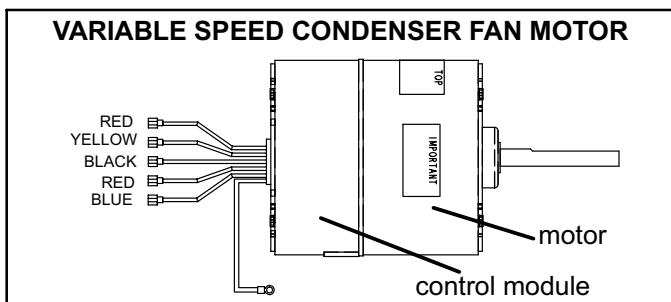 VARIABLE SPEED CONDENSER FAN MOTOR
TOP
RED
YELLOW
BLACK
RED
BLUE
IMPORTANT
motor
control module